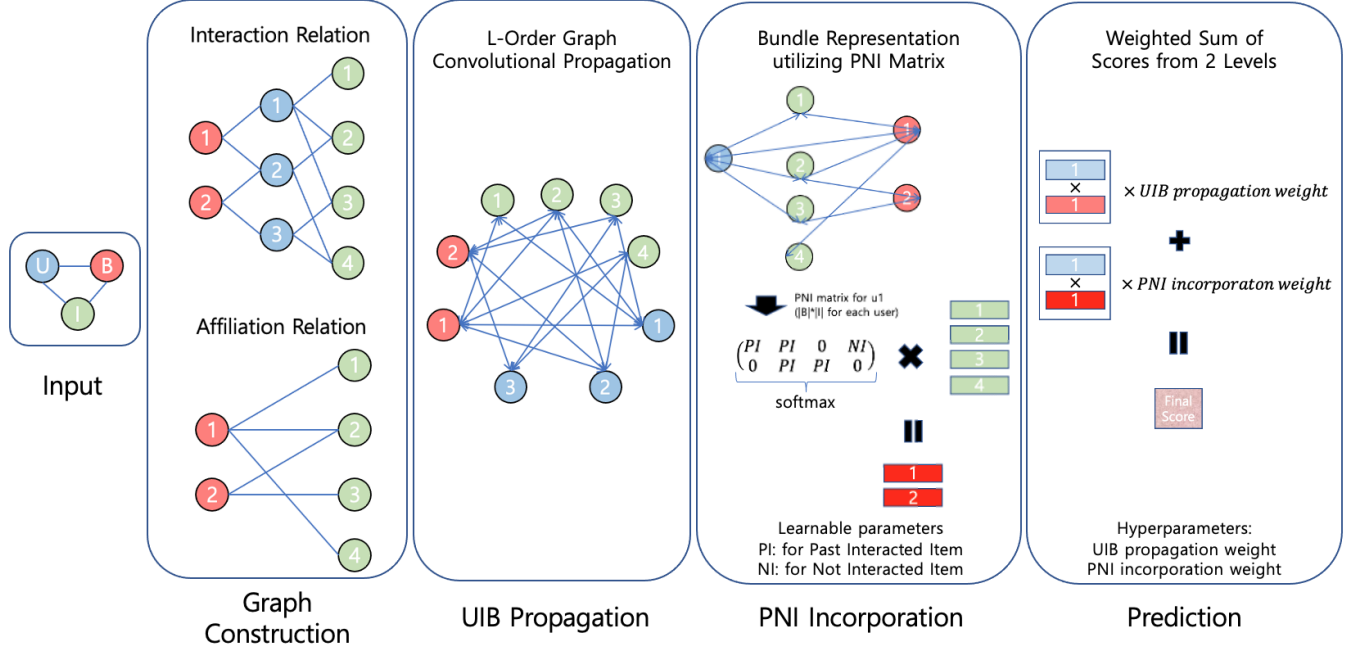 U
B
I
Input
Interaction Relation
1
1
2
1
2
2
3
3
4
Affiliation Relation
1
1
2
2
3
4
Graph
Construction
L-Order Graph
Convolutional Propagation
1
2
3
2
4
1
1
3
2
UIB Propagation
Bundle Representation
utilizing PNI Matrix
1
1
1
2
2
3
4
PNI matrix for u1
(|B|*|I| for each user)
PI PI 0 NI
0 PI PI 0
softmax
1
2
3
4
1
2
Learnable parameters
PI: for Past Interacted Item
NI: for Not Interacted Item
PNI Incorporation
Weighted Sum of
Scores from 2 Levels
1
×
1
× UIB propagation weight
+
1
×
1
× PNI incorporaton weight
Final
Score
Hyperparameters:
UIB propagation weight
PNI incorporation weight
Prediction